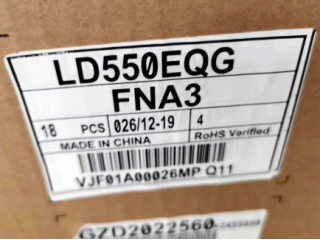 LD550EQG
FNA3
18 PCS 026/12-19 4
MADE IN CHINA RoHS Verified
VJF01A00026MP Q11
GZD2022560